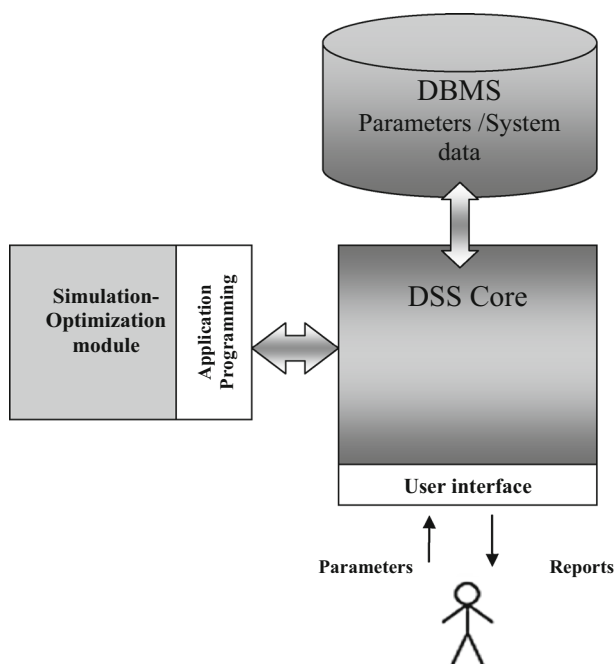 DBMS
Parameters /System
data
Simulation-
Optimization
module
Application
Programming
DSS Core
User interface
Parameters
Reports